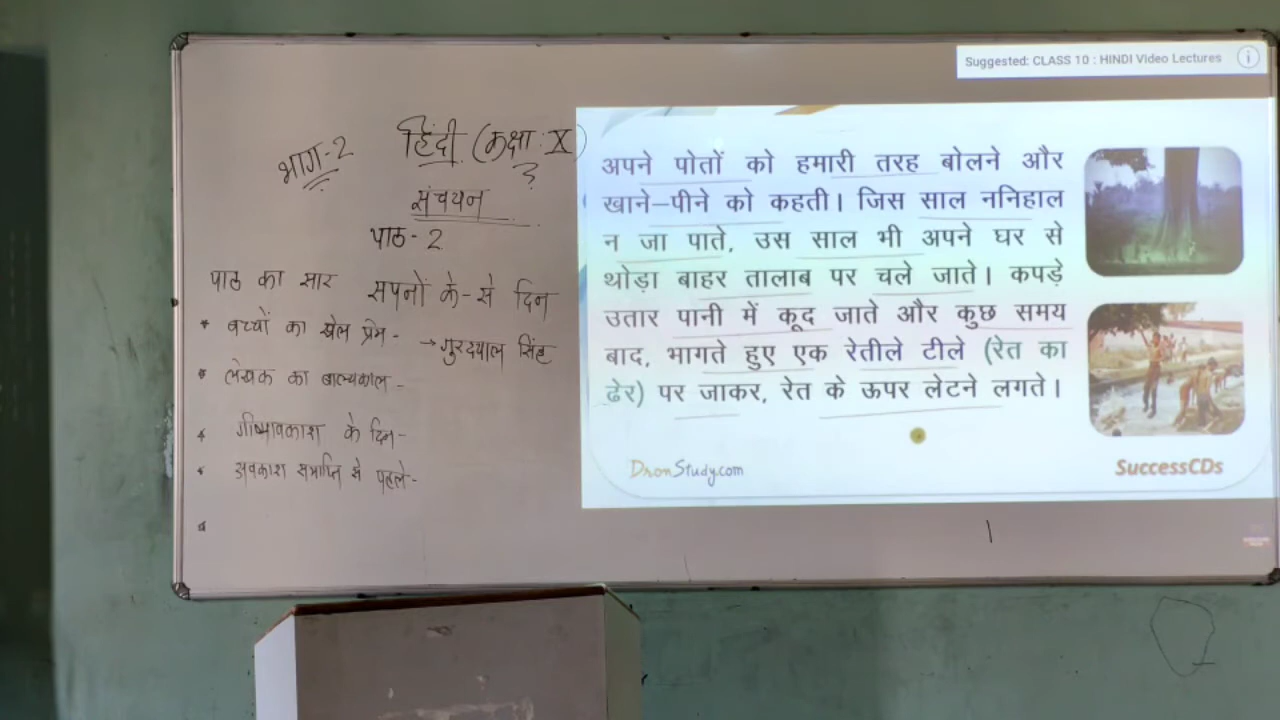 Suggested: CLASS 10 : HINDI Video Lectures
भाग-2
हिंदी (कक्षा : X)
संचयन
पाठ-2
पाठ का सार
सपनों के-से दिन
* बच्चों का खेल प्रेम-
→ गुरदयाल सिंह
* लेखक का बाल्यकाल-
* ग्रीष्मावकाश के दिन-
* अवकाश समाप्ति से पहले-
अपने पोतों को हमारी तरह बोलने और
खाने–पीने को कहती। जिस साल ननिहाल
न जा पाते, उस साल भी अपने घर से
थोड़ा बाहर तालाब पर चले जाते। कपड़े
उतार पानी में कूद जाते और कुछ समय
बाद, भागते हुए एक रेतीले टीले (रेत का
ढेर) पर जाकर, रेत के ऊपर लेटने लगते।
DronStudy.com
SuccessCDs